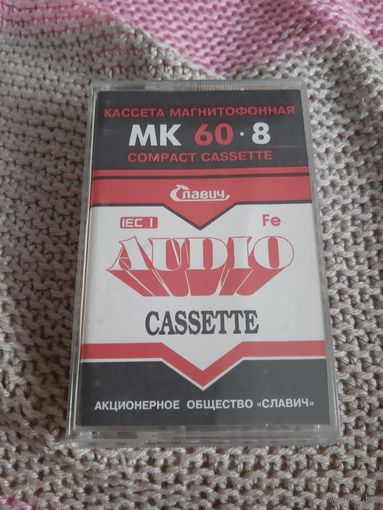 КАССЕТА МАГНИТОФОННАЯ
МК 60·8
COMPACT CASSETTE
Славич
IEC I Fe
AUDIO
CASSETTE
АКЦИОНЕРНОЕ ОБЩЕСТВО «СЛАВИЧ»